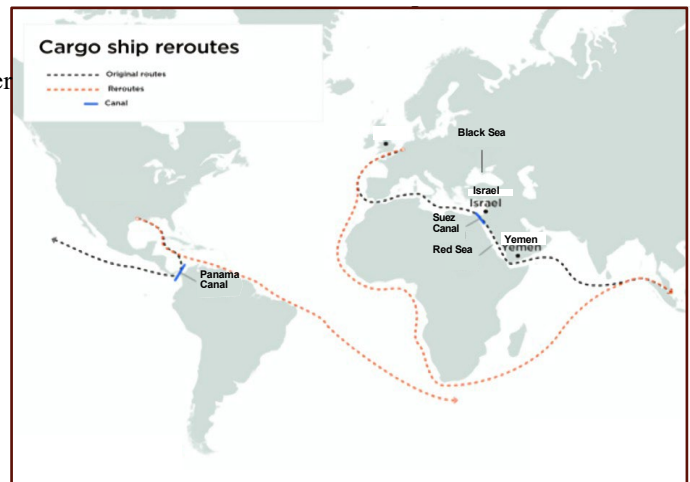 Cargo ship reroutes
Original routes
Reroutes
Canal
er
Black Sea
Israel
Israel
Suez
Canal
Red Sea
Yemen
Yemen
Panama
Canal